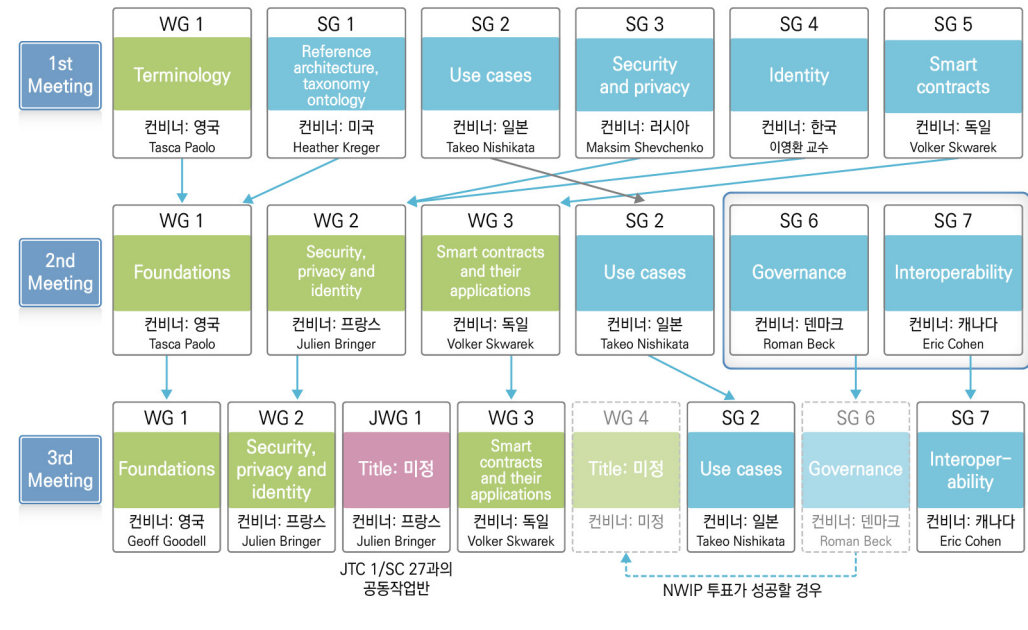 1st
Meeting
WG 1
Terminology
컨비너: 영국
Tasca Paolo
SG 1
Reference
architecture,
taxonomy
ontology
컨비너: 미국
Heather Kreger
SG 2
Use cases
컨비너: 일본
Takeo Nishikata
SG 3
Security
and privacy
컨비너: 러시아
Maksim Shevchenko
SG 4
Identity
컨비너: 한국
이영환 교수
SG 5
Smart
contracts
컨비너: 독일
Volker Skwarek
2nd
Meeting
WG 1
Foundations
컨비너: 영국
Tasca Paolo
WG 2
Security,
privacy and
identity
컨비너: 프랑스
Julien Bringer
WG 3
Smart contracts
and their
applications
컨비너: 독일
Volker Skwarek
SG 2
Use cases
컨비너: 일본
Takeo Nishikata
SG 6
Governance
컨비너: 덴마크
Roman Beck
SG 7
Interoperability
컨비너: 캐나다
Eric Cohen
3rd
Meeting
WG 1
Foundations
컨비너: 영국
Geoff Goodell
WG 2
Security,
privacy and
identity
컨비너: 프랑스
Julien Bringer
JWG 1
Title: 미정
컨비너: 프랑스
Julien Bringer
JTC 1/SC 27과의
공동작업반
WG 3
Smart
contracts
and their
applications
컨비너: 독일
Volker Skwarek
WG 4
Title: 미정
컨비너: 미정
SG 2
Use cases
컨비너: 일본
Takeo Nishikata
SG 6
Governance
컨비너: 덴마크
Roman Beck
SG 7
Interoper-
ability
컨비너: 캐나다
Eric Cohen
NWIP 투표가 성공할 경우